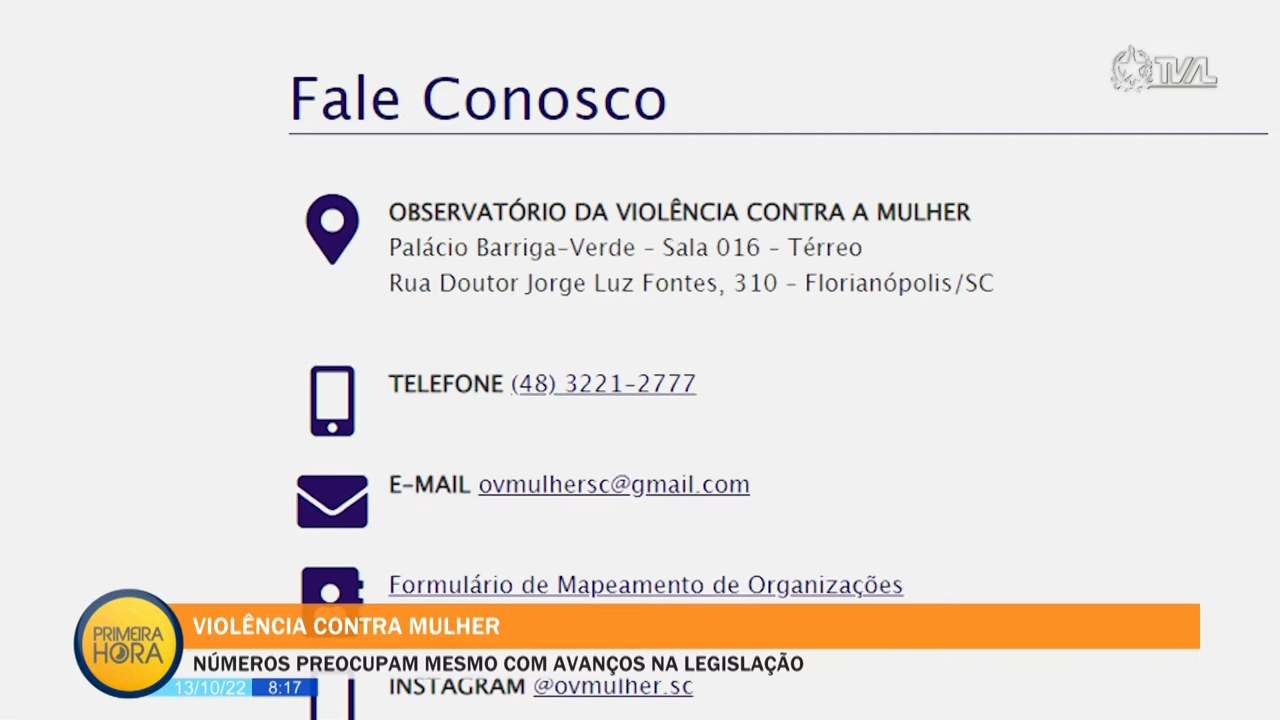 Fale Conosco
TVAL
OBSERVATÓRIO DA VIOLÊNCIA CONTRA A MULHER
Palácio Barriga-Verde - Sala 016 - Térreo
Rua Doutor Jorge Luz Fontes, 310 - Florianópolis/SC
TELEFONE (48) 3221-2777
E-MAIL ovmulhersc@gmail.com
Formulário de Mapeamento de Organizações
PRIMEIRA
HORA
VIOLÊNCIA CONTRA MULHER
NÚMEROS PREOCUPAM MESMO COM AVANÇOS NA LEGISLAÇÃO
13/10/22 8:17
INSTAGRAM @ovmulher.sc